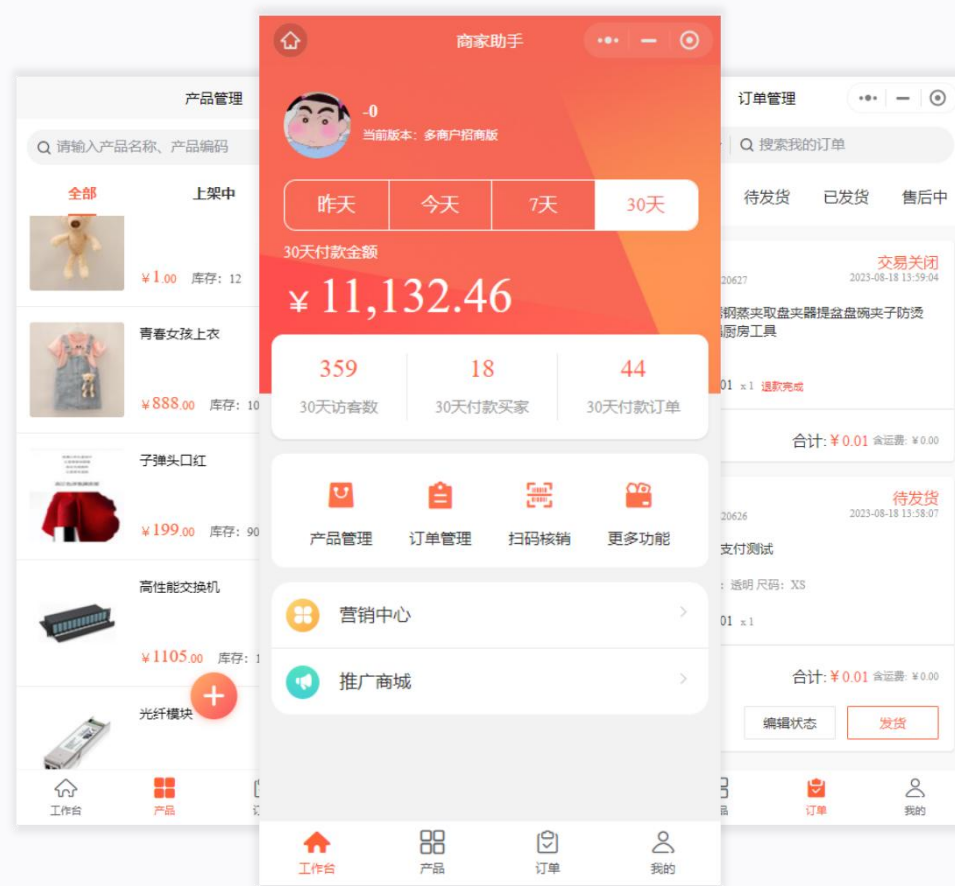 产品管理
请输入产品名称、产品编码
全部
上架中
¥1.00 库存: 12
青春女孩上衣
¥888.00 库存: 10
子弹头口红
¥199.00 库存: 90
高性能交换机
¥1105.00 库存: 1
光纤模块
工作台
产品
商家助手
-0
当前版本: 多商户招商版
昨天
今天
7天
30天
30天付款金额
¥ 11,132.46
359
18
44
30天访客数
30天付款买家
30天付款订单
产品管理
订单管理
扫码核销
更多功能
营销中心
推广商城
工作台
产品
订单
我的
订单管理
搜索我的订单
待发货
已发货
售后中
交易关闭
20627
2023-08-18 13:59:04
钢蒸夹取盘夹器提盆盘碗夹子防烫
厨房工具
01 x1 退款完成
合计:¥0.01 含运费: ¥0.00
待发货
20626
2023-08-18 13:58:07
支付测试
: 透明 尺码: XS
01 x1
合计:¥0.01 含运费: ¥0.00
编辑状态
发货
订单
我的